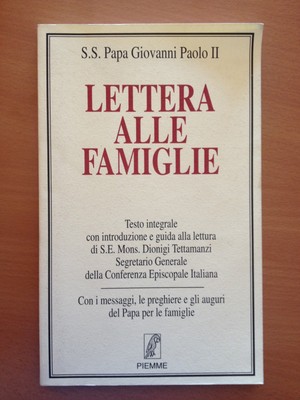 S.S. Papa Giovanni Paolo II
LETTERA
ALLE
FAMIGLIE
Testo integrale
con introduzione e guida alla lettura
di S.E. Mons. Dionigi Tettamanzi
Segretario Generale
della Conferenza Episcopale Italiana
Con i messaggi, le preghiere e gli auguri
del Papa per le famiglie
PIEMME